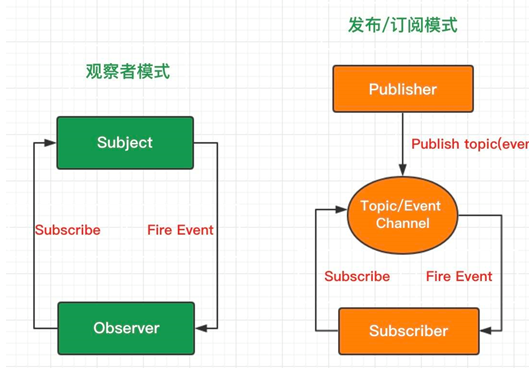 观察者模式
Subject
Subscribe
Fire Event
Observer
发布/订阅模式
Publisher
Publish topic(even
Topic/Event
Channel
Subscribe
Fire Event
Subscriber